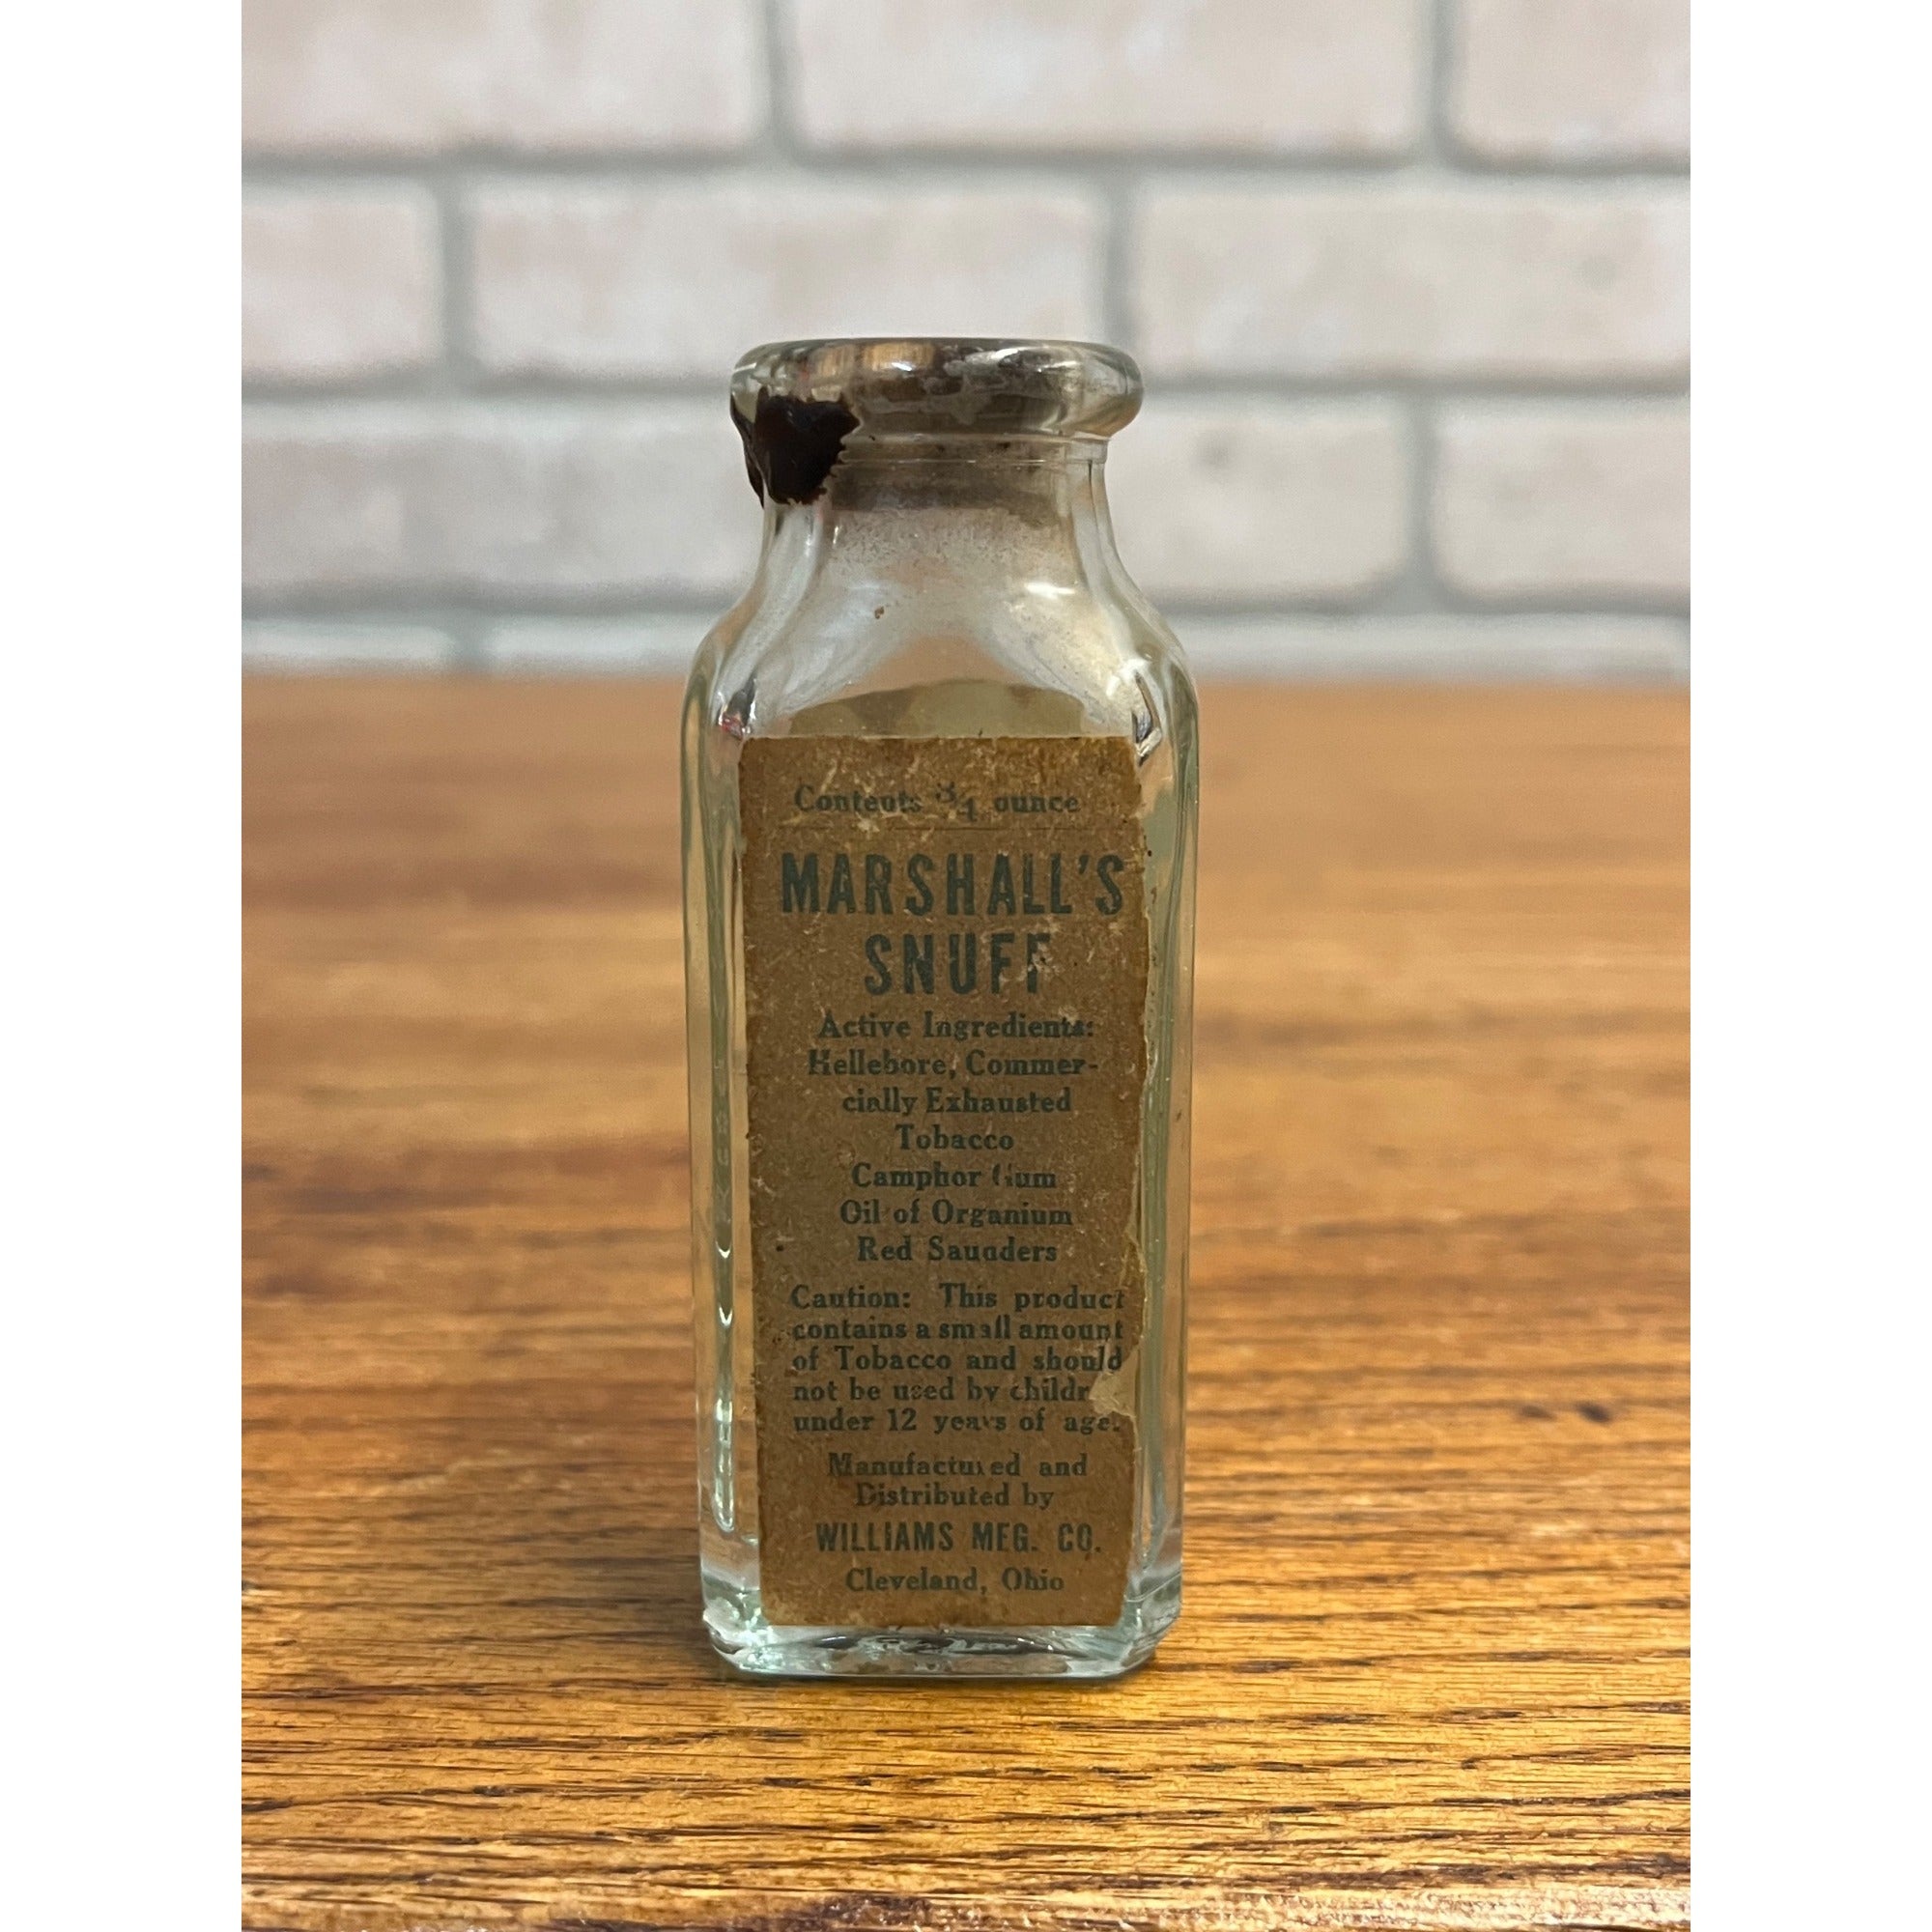 Contents 3/4 ounce
MARSHALL'S
SNUFF
Active Ingredients:
Hellebore, Commer-
cially Exhausted
Tobacco
Camphor Gum
Oil of Organium
Red Saunders
Caution: This product
contains a small amount
of Tobacco and should
not be used by childr
under 12 years of age.
Manufactured and
Distributed by
WILLIAMS MFG. CO.
Cleveland, Ohio